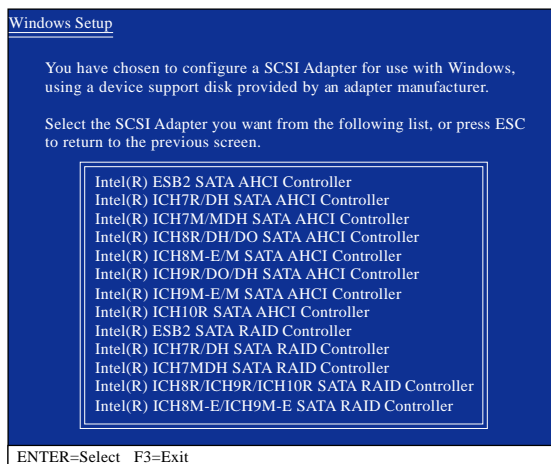 Windows Setup
You have chosen to configure a SCSI Adapter for use with Windows,
using a device support disk provided by an adapter manufacturer.
Select the SCSI Adapter you want from the following list, or press ESC
to return to the previous screen.
Intel(R) ESB2 SATA AHCI Controller
Intel(R) ICH7R/DH SATA AHCI Controller
Intel(R) ICH7M/MDH SATA AHCI Controller
Intel(R) ICH8R/DH/DO SATA AHCI Controller
Intel(R) ICH8M-E/M SATA AHCI Controller
Intel(R) ICH9R/DO/DH SATA AHCI Controller
Intel(R) ICH9M-E/M SATA AHCI Controller
Intel(R) ICH10R SATA AHCI Controller
Intel(R) ESB2 SATA RAID Controller
Intel(R) ICH7R/DH SATA RAID Controller
Intel(R) ICH7MDH SATA RAID Controller
Intel(R) ICH8R/ICH9R/ICH10R SATA RAID Controller
Intel(R) ICH8M-E/ICH9M-E SATA RAID Controller
ENTER=Select F3=Exit